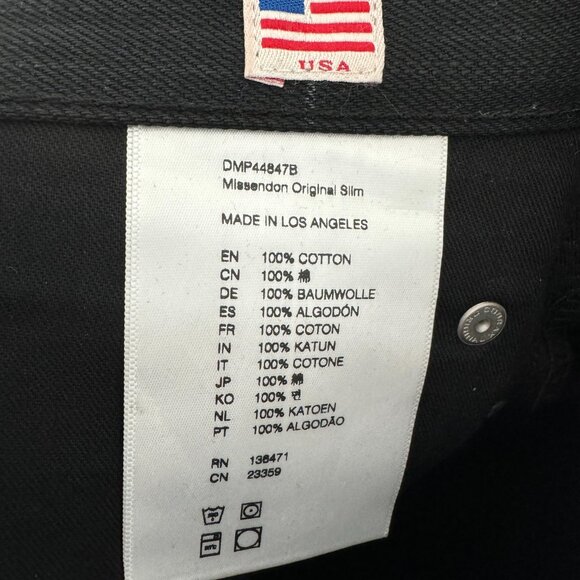 USA
DMP44847B
Missendon Original Slim
MADE IN LOS ANGELES
EN 100% COTTON
CN 100% 棉
DE 100% BAUMWOLLE
ES 100% ALGODÓN
FR 100% COTON
IN 100% KATUN
IT 100% COTONE
JP 100% 綿
KO 100% 면
NL 100% KATOEN
PT 100% ALGODÃO
RN 136471
CN 23359